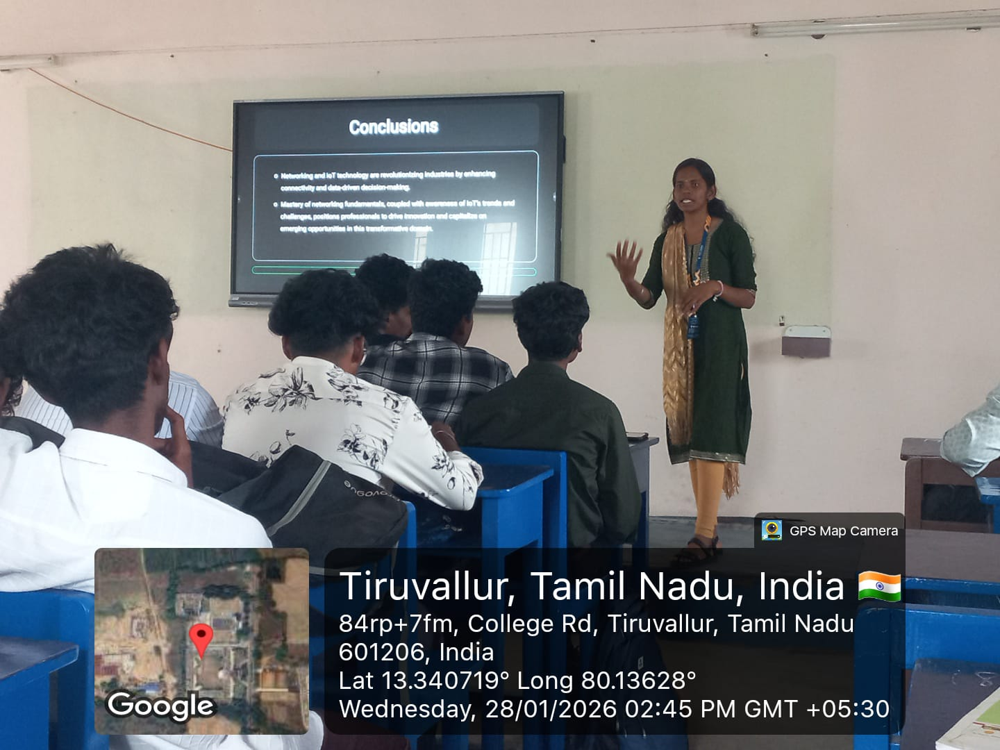 Conclusions
Networking and IoT technology are revolutionizing industries by enhancing
connectivity and data-driven decision-making.
Mastery of networking fundamentals, coupled with awareness of IoT's trends and
challenges, positions professionals to drive innovation and capitalize on
emerging opportunities in this transformative domain.
GPS Map Camera
Tiruvallur, Tamil Nadu, India
84rp+7fm, College Rd, Tiruvallur, Tamil Nadu
601206, India
Lat 13.340719° Long 80.13628°
Wednesday, 28/01/2026 02:45 PM GMT +05:30
Google